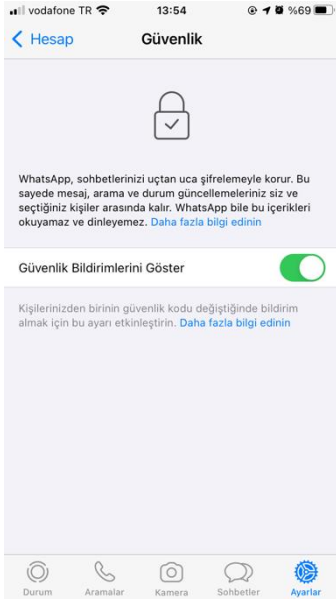 vodafone TR 13:54 %69
Hesap Güvenlik
WhatsApp, sohbetlerinizi uçtan uca şifrelemeyle korur. Bu
sayede mesaj, arama ve durum güncellemeleriniz siz ve
seçtiğiniz kişiler arasında kalır. WhatsApp bile bu içerikleri
okuyamaz ve dinleyemez. Daha fazla bilgi edinin
Güvenlik Bildirimlerini Göster
Kişilerinizden birinin güvenlik kodu değiştiğinde bildirim
almak için bu ayarı etkinleştirin. Daha fazla bilgi edinin
Durum Aramalar Kamera Sohbetler Ayarlar